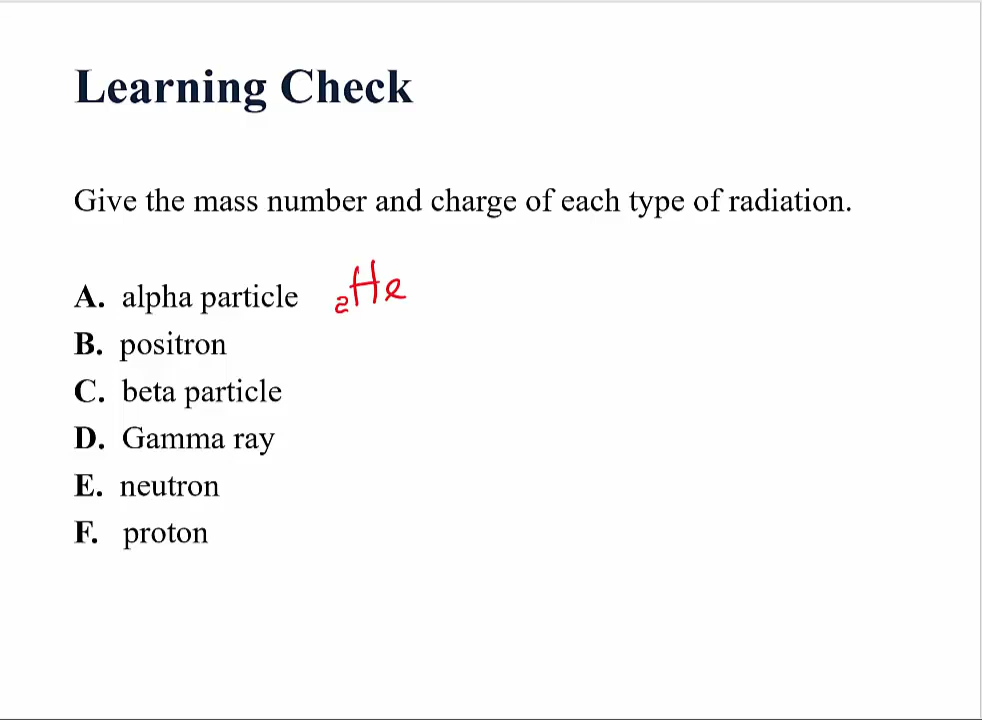 Learning Check
Give the mass number and charge of each type of radiation.
A. alpha particle ₂He
B. positron
C. beta particle
D. Gamma ray
E. neutron
F. proton